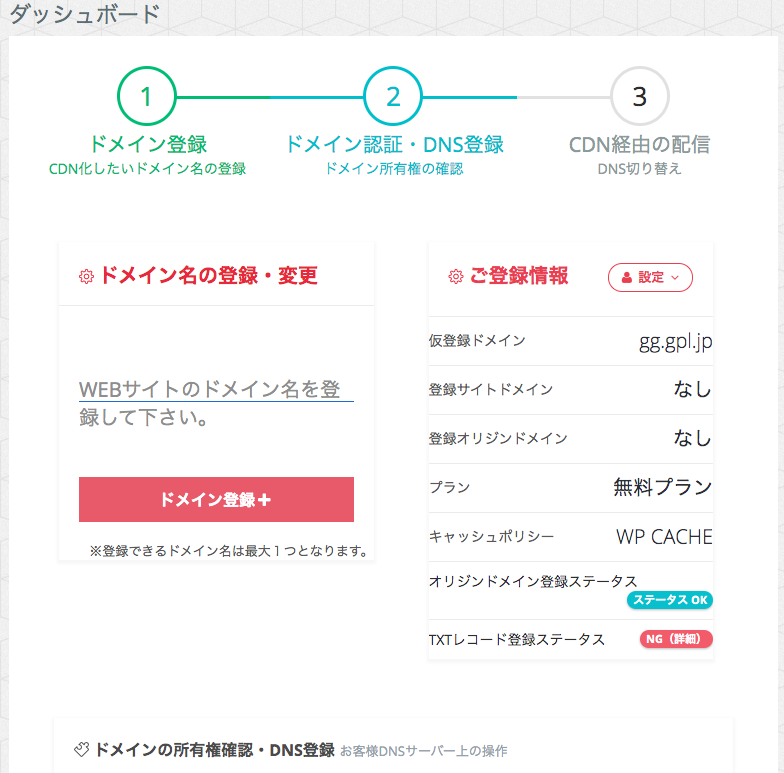 ダッシュボード
1
2
3
ドメイン登録
ドメイン認証・DNS登録
CDN経由の配信
CDN化したいドメイン名の登録
ドメイン所有権の確認
DNS切り替え
ドメイン名の登録・変更
WEBサイトのドメイン名を登
録して下さい。
ドメイン登録+
※登録できるドメイン名は最大1つとなります。
ご登録情報
設定
仮登録ドメイン gg.gpl.jp
登録サイトドメイン なし
登録オリジンドメイン なし
プラン 無料プラン
キャッシュポリシー WP CACHE
オリジンドメイン登録ステータス
ステータス OK
TXTレコード登録ステータス NG（詳細）
ドメインの所有権確認・DNS登録 お客様DNSサーバー上の操作